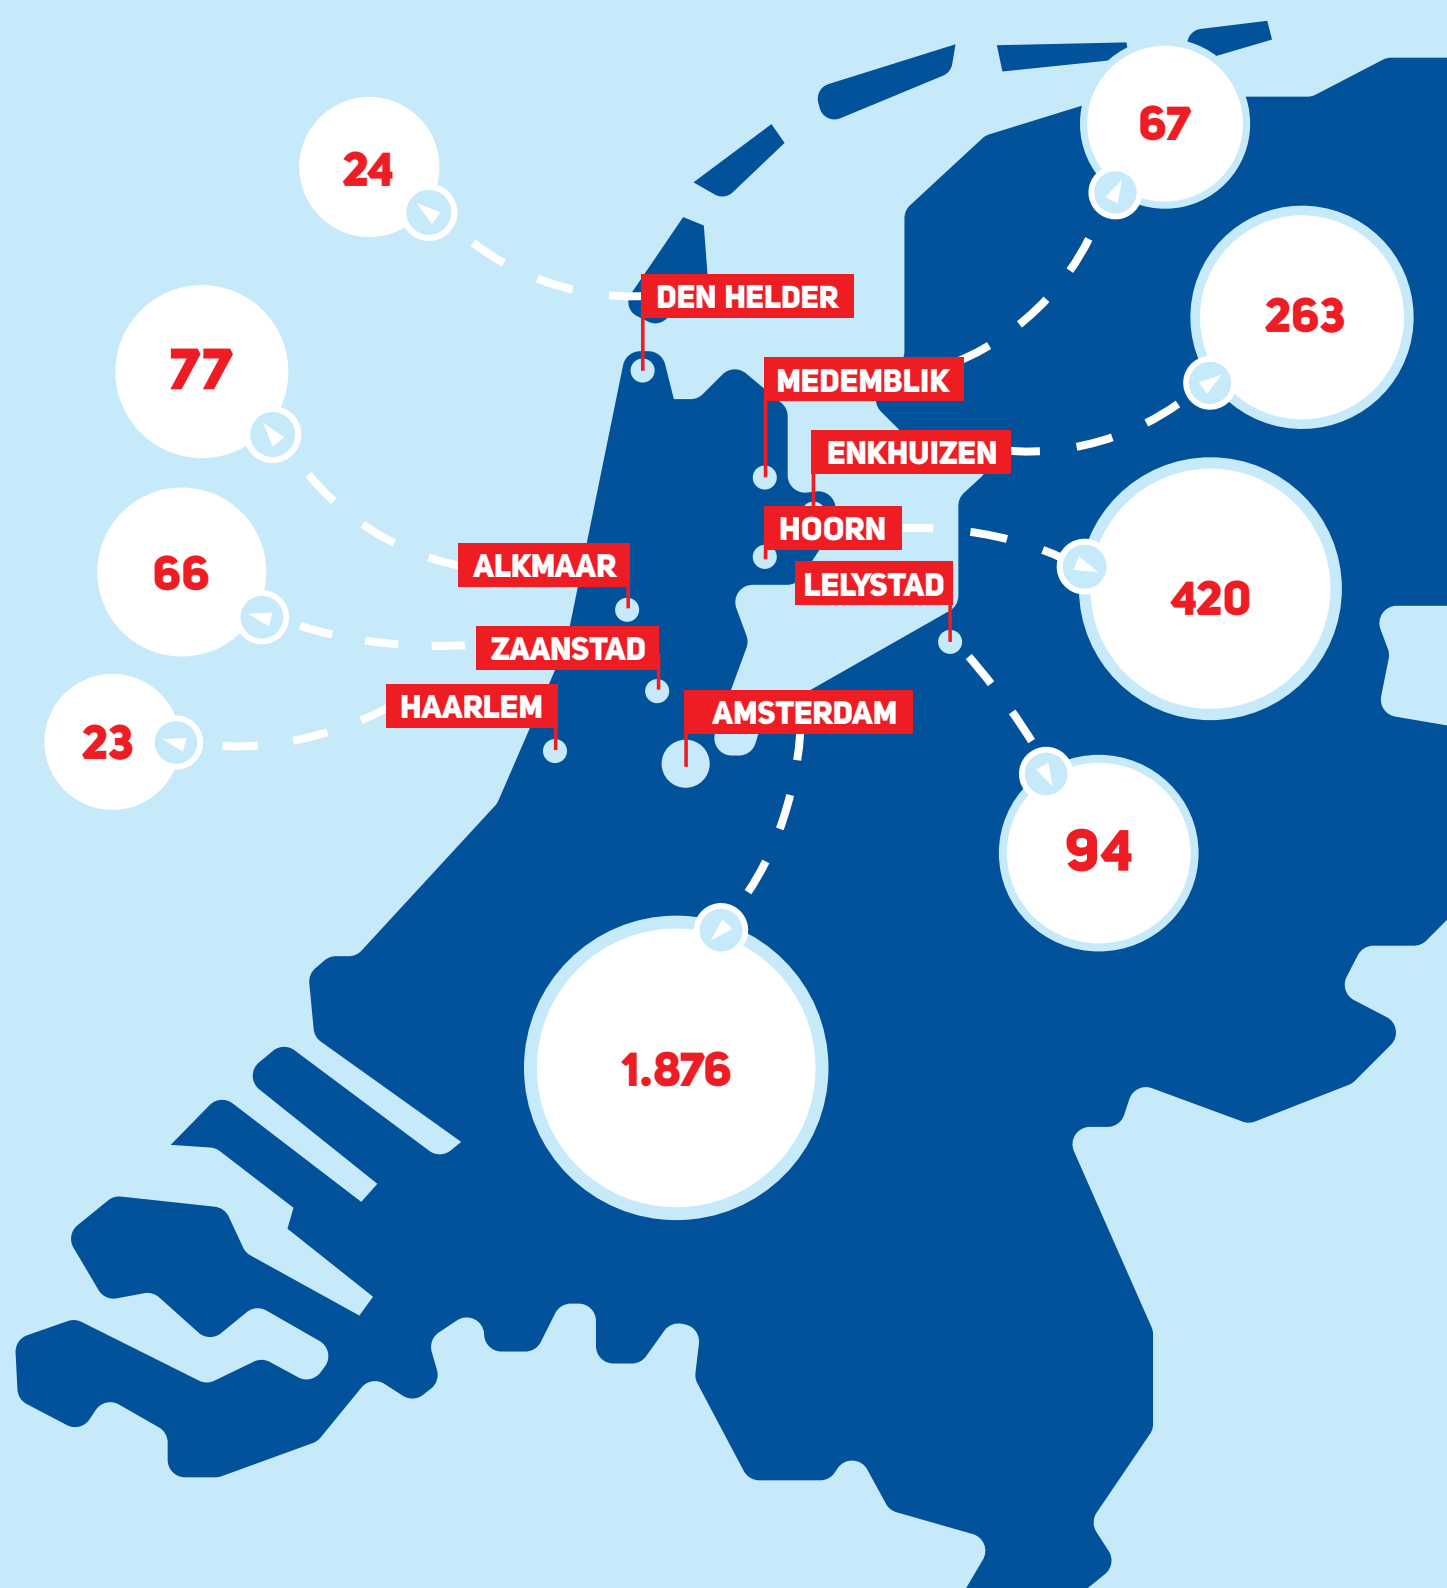 67
24
263
DEN HELDER
77
MEDEMBLIK
ENKHUIZEN
HOORN
ALKMAAR
66
LELYSTAD
420
ZAANSTAD
HAARLEM
AMSTERDAM
23
94
1.876